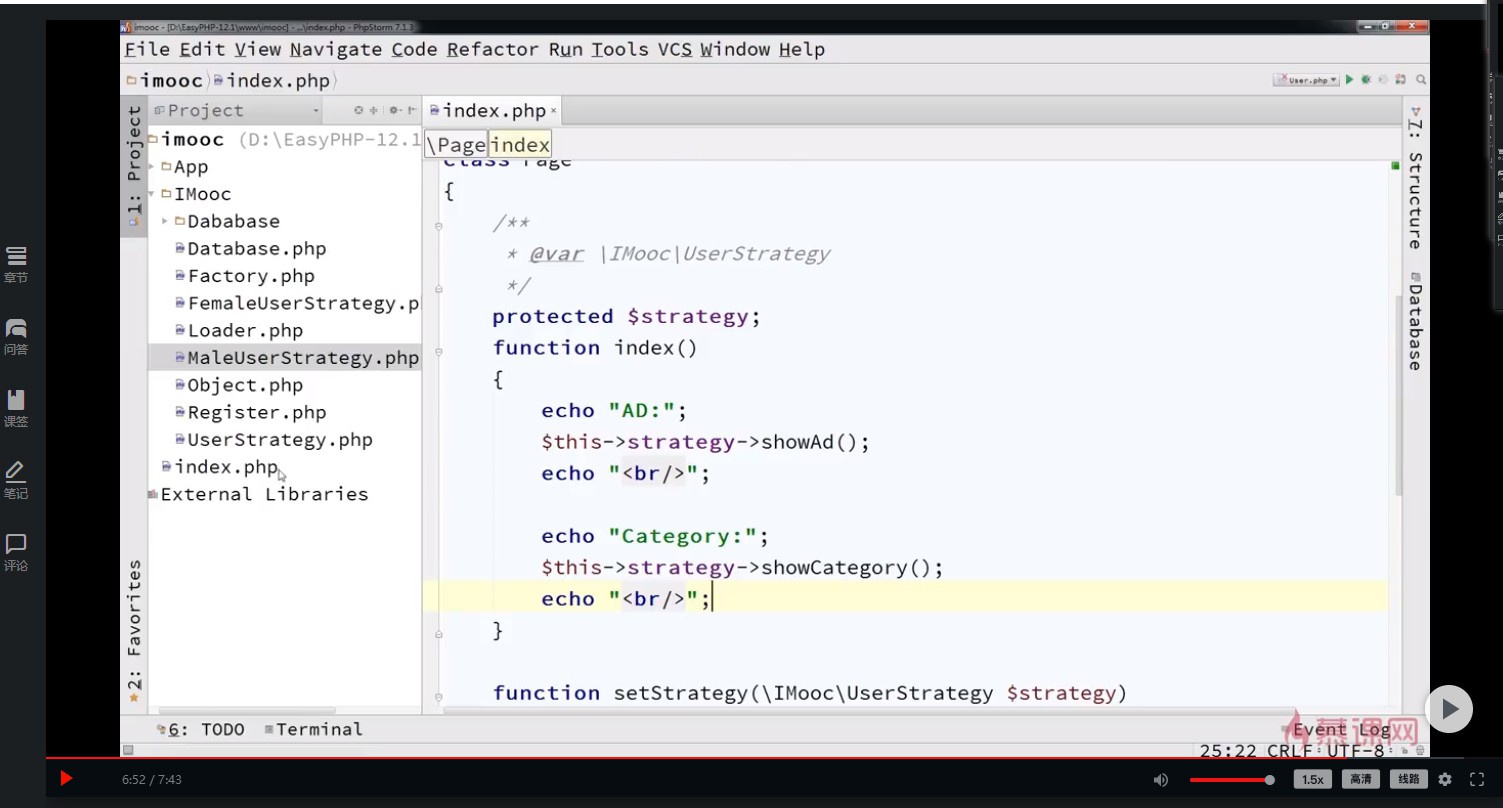 imooc - [D:\EasyPHP-12.1\www\imooc] - ...\index.php - PhpStorm 7.1.3
File Edit View Navigate Code Refactor Run Tools VCS Window Help
imooc index.php
User.php
1: Project
Project
imooc (D:\EasyPHP-12.1
App
IMooc
Dababase
Database.php
Factory.php
FemaleUserStrategy.p
Loader.php
MaleUserStrategy.php
Object.php
Register.php
UserStrategy.php
index.php
External Libraries
2: Favorites
index.php
\Page index
class Page
{
/**
* @var \IMooc\UserStrategy
*/
protected $strategy;
function index()
{
echo "AD:";
$this->strategy->showAd();
echo "<br/>";
echo "Category:";
$this->strategy->showCategory();
echo "<br/>";
}
function setStrategy(\IMooc\UserStrategy $strategy)
7: Structure
Database
6: TODO Terminal
Event Log
慕课网
25:22 CRLF UTF-8
章节
问答
课签
笔记
评论
6:52 / 7:43
1.5x 高清 线路